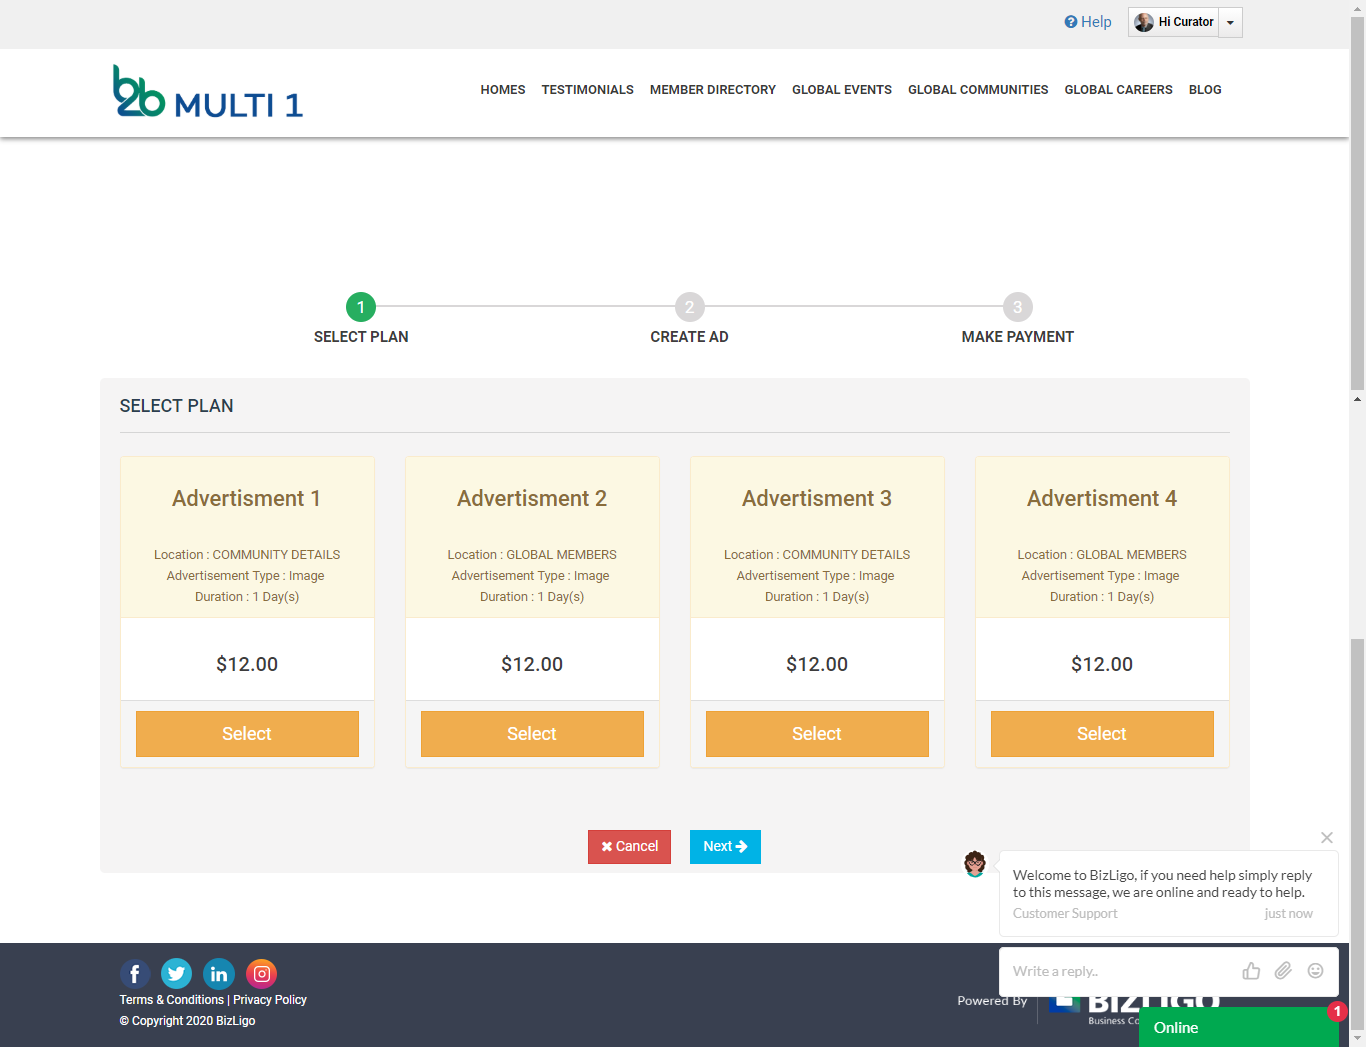 Help
Hi Curator
b2b MULTI 1
HOMES TESTIMONIALS MEMBER DIRECTORY GLOBAL EVENTS GLOBAL COMMUNITIES GLOBAL CAREERS BLOG
1 2 3
SELECT PLAN CREATE AD MAKE PAYMENT
SELECT PLAN
Advertisment 1
Location : COMMUNITY DETAILS
Advertisement Type : Image
Duration : 1 Day(s)
$12.00
Select
Advertisment 2
Location : GLOBAL MEMBERS
Advertisement Type : Image
Duration : 1 Day(s)
$12.00
Select
Advertisment 3
Location : COMMUNITY DETAILS
Advertisement Type : Image
Duration : 1 Day(s)
$12.00
Select
Advertisment 4
Location : GLOBAL MEMBERS
Advertisement Type : Image
Duration : 1 Day(s)
$12.00
Select
Cancel Next
Welcome to BizLigo, if you need help simply reply
to this message, we are online and ready to help.
Customer Support just now
Write a reply..
Terms & Conditions | Privacy Policy
© Copyright 2020 BizLigo
Powered By
BIZLIGO
Business
Online
1